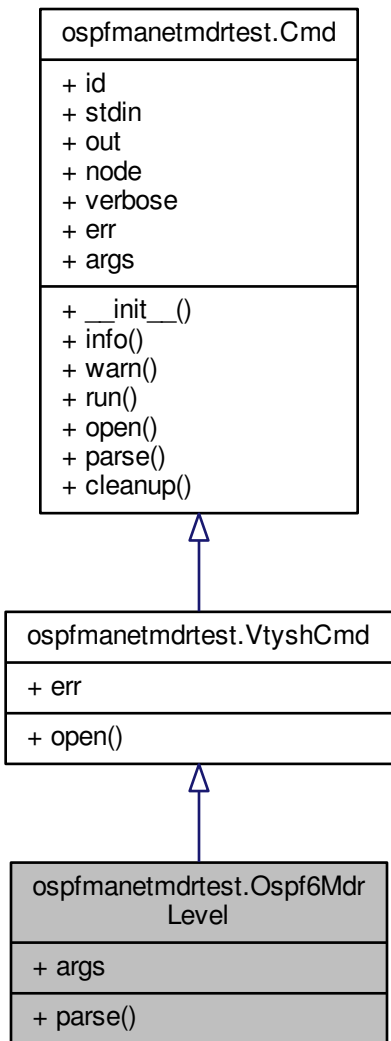 ospfmanetmdrtest.Cmd
+ id
+ stdin
+ out
+ node
+ verbose
+ err
+ args
+ __init__()
+ info()
+ warn()
+ run()
+ open()
+ parse()
+ cleanup()
ospfmanetmdrtest.VtyshCmd
+ err
+ open()
ospfmanetmdrtest.Ospf6Mdr
Level
+ args
+ parse()